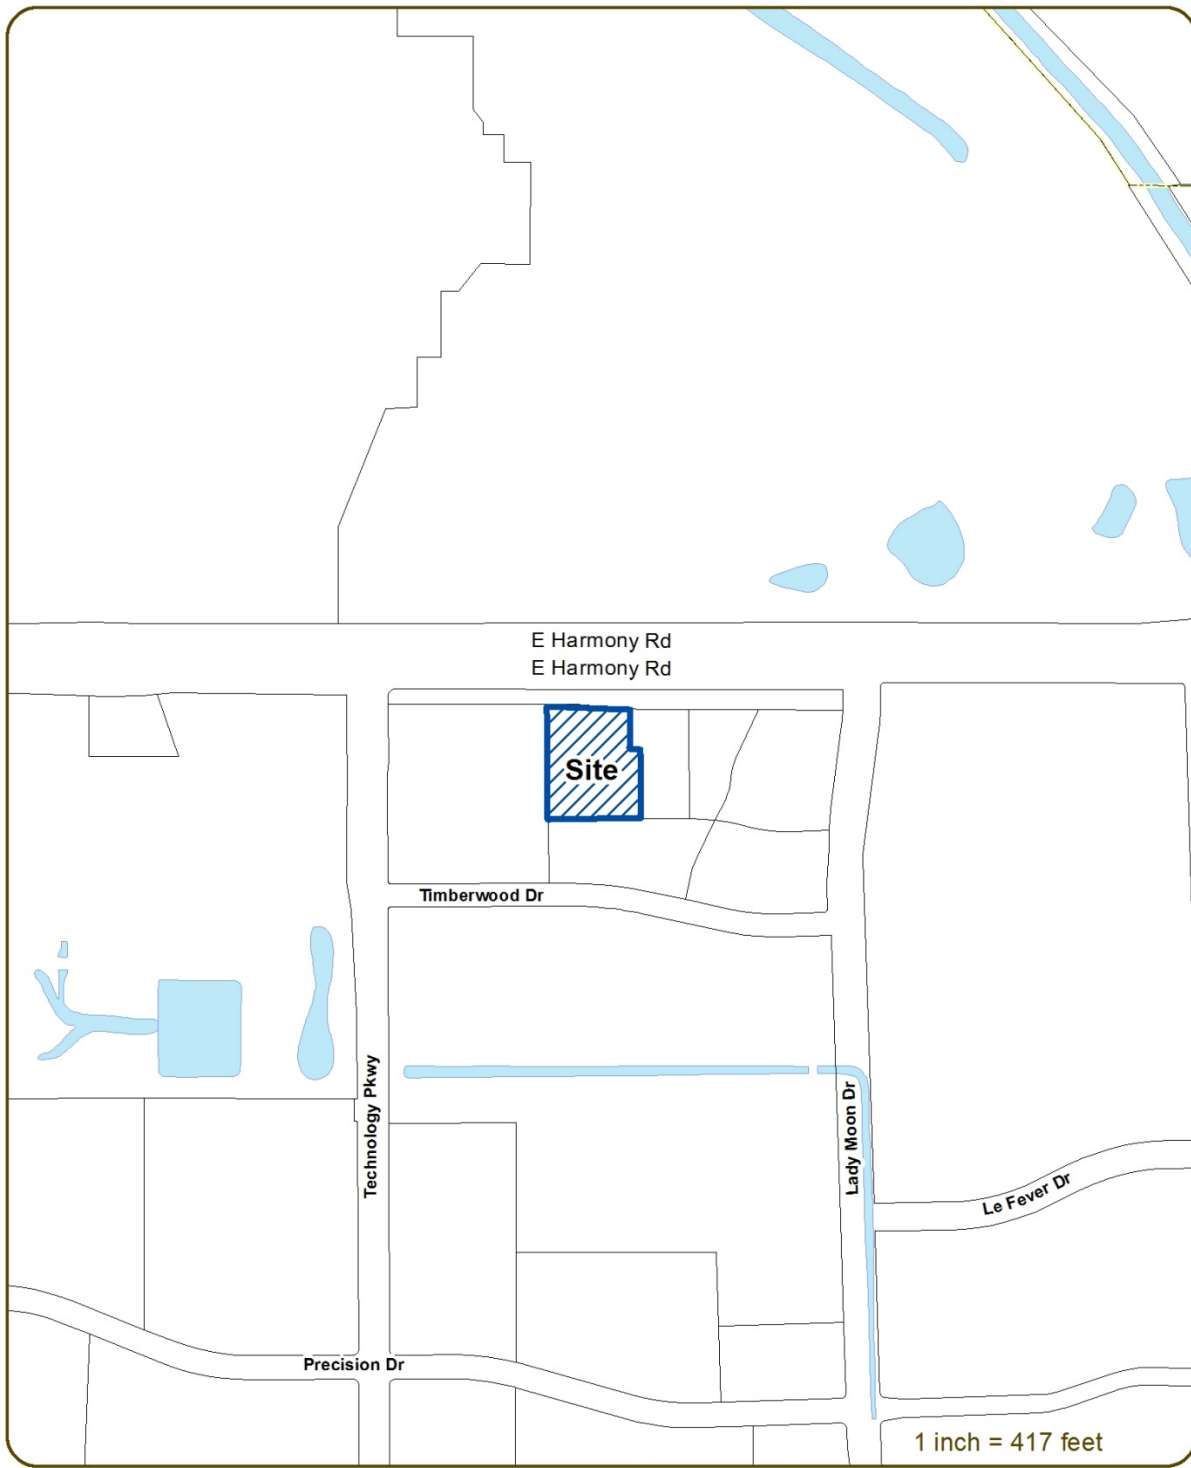 E Harmony Rd
E Harmony Rd
Site
Timberwood Dr
Technology Pkwy
Lady Moon Dr
Le Fever Dr
Precision Dr
1 inch = 417 feet